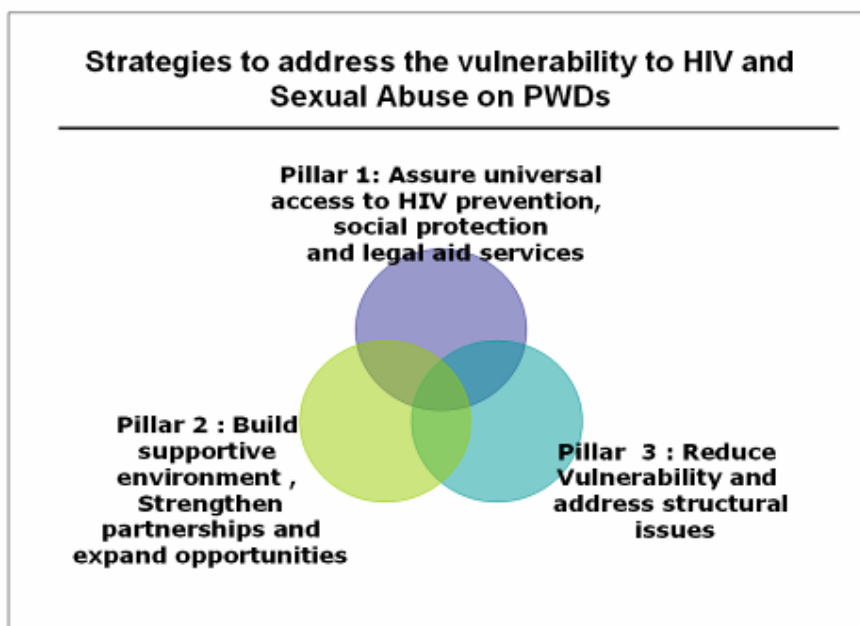 Strategies to address the vulnerability to HIV and
Sexual Abuse on PWDs
Pillar 1: Assure universal
access to HIV prevention,
social protection
and legal aid services
Pillar 2 : Build
supportive
environment ,
Strengthen
partnerships and
expand opportunities
Pillar 3 : Reduce
Vulnerability and
address structural
issues